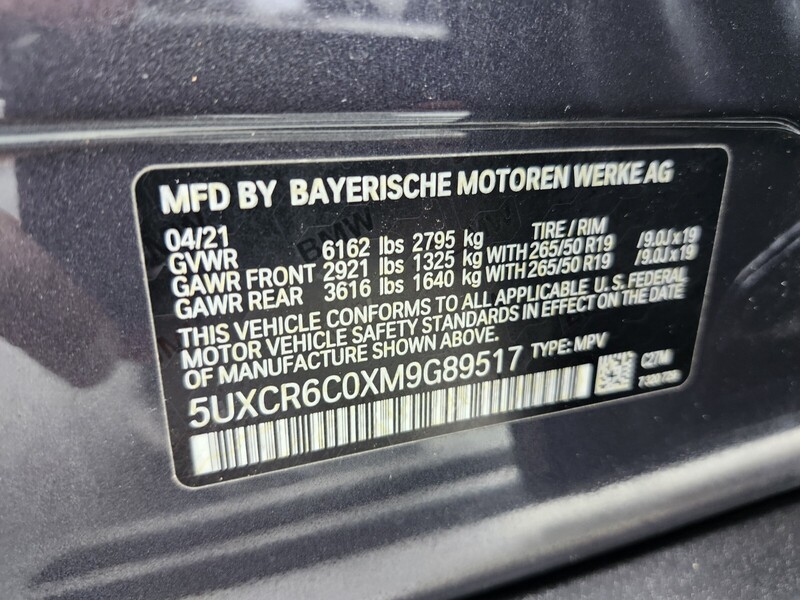 MFD BY BAYERISCHE MOTOREN WERKE AG
04/21 TIRE / RIM
GVWR 6162 lbs 2795 kg
GAWR FRONT 2921 lbs 1325 kg WITH 265/50 R19 /9.0J x 19
GAWR REAR 3616 lbs 1640 kg WITH 265/50 R19 /9.0J x 19
THIS VEHICLE CONFORMS TO ALL APPLICABLE U. S. FEDERAL
MOTOR VEHICLE SAFETY STANDARDS IN EFFECT ON THE DATE
OF MANUFACTURE SHOWN ABOVE.
5UXCR6C0XM9G89517 TYPE: MPV
BMW